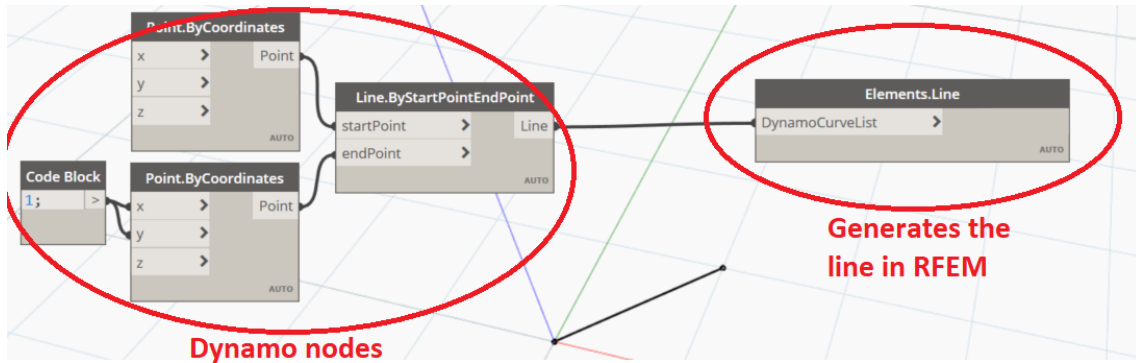 Point.ByCoordinates
x > Point
y >
z >
AUTO
Line.ByStartPointEndPoint
startPoint > Line
endPoint >
AUTO
Code Block
1; >
Point.ByCoordinates
x > Point
y >
z >
AUTO
Dynamo nodes
Elements.Line
DynamoCurveList >
AUTO
Generates the
line in RFEM